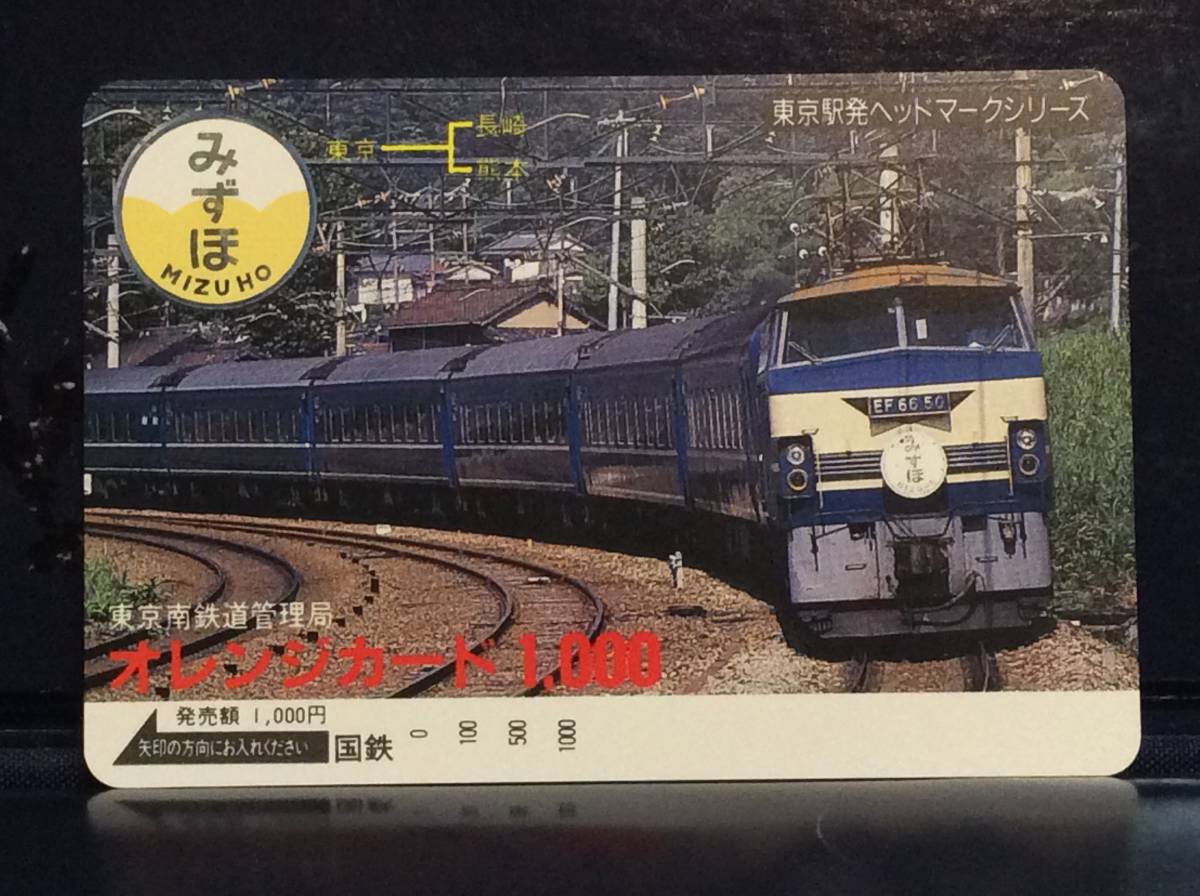 東京駅発ヘッドマークシリーズ
みずほ
MIZUHO
東京
長崎
熊本
EF66 50
みずほ
MIZUHO
東京南鉄道管理局
オレンジカード 1.000
発売額 1,000円
矢印の方向にお入れください
国鉄
0 100 500 1000